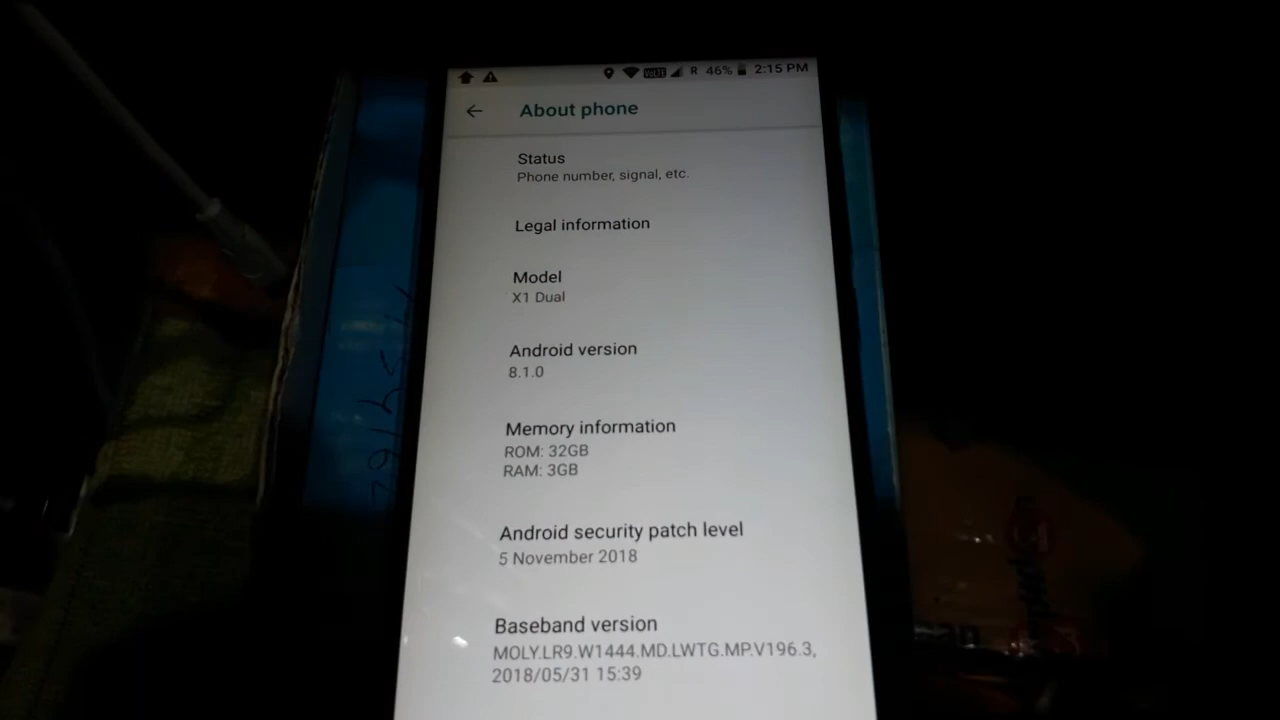 VoLTE R 46% 2:15 PM
About phone
Status
Phone number, signal, etc.
Legal information
Model
X1 Dual
Android version
8.1.0
Memory information
ROM: 32GB
RAM: 3GB
Android security patch level
5 November 2018
Baseband version
MOLY.LR9.W1444.MD.LWTG.MP.V196.3,
2018/05/31 15:39